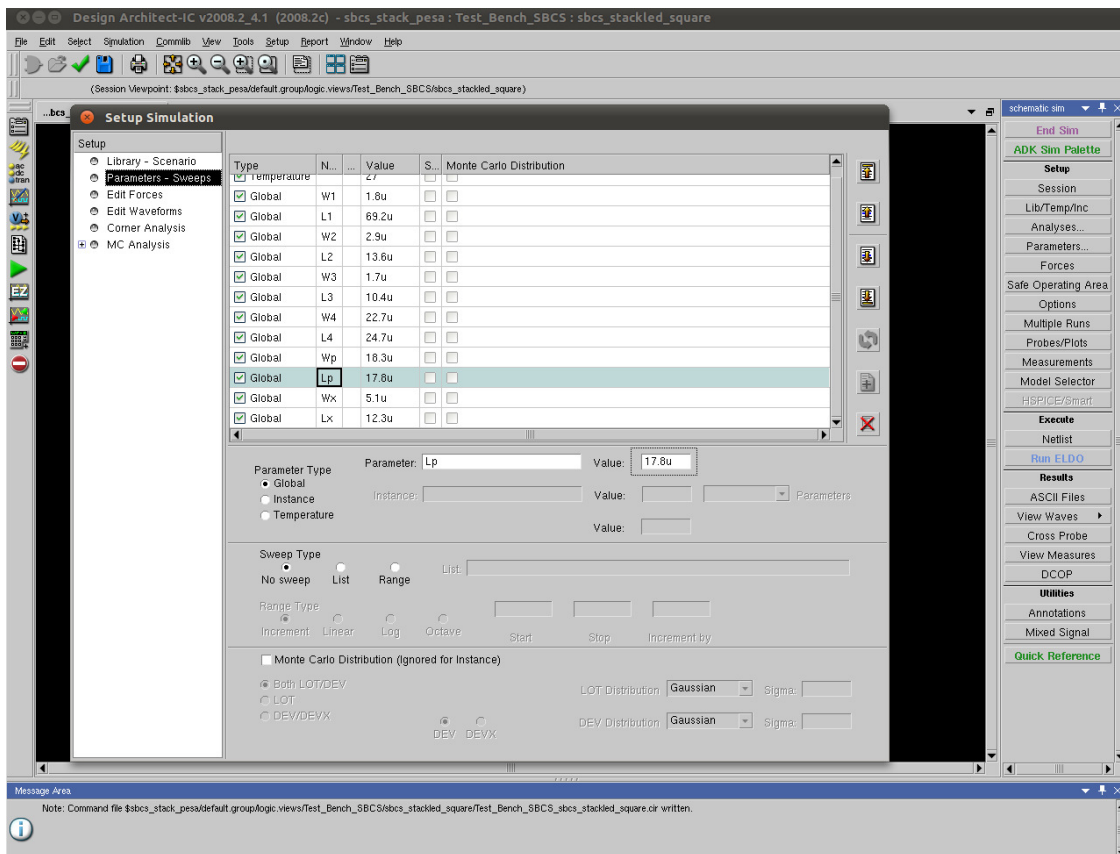 Design Architect-IC v2008.2_4.1 (2008.2c) - sbcs_stack_pesa : Test_Bench_SBCS : sbcs_stackled_square
File Edit Select Simulation Commlib View Tools Setup Report Window Help
(Session Viewpoint: $sbcs_stack_pesa/default.group/logic.views/Test_Bench_SBCS/sbcs_stackled_square)
...bcs_
Setup Simulation
Setup
Library - Scenario
Parameters - Sweeps
Edit Forces
Edit Waveforms
Corner Analysis
MC Analysis
Type N... ... Value S... Monte Carlo Distribution
Temperature 27
Global W1 1.8u
Global L1 69.2u
Global W2 2.9u
Global L2 13.6u
Global W3 1.7u
Global L3 10.4u
Global W4 22.7u
Global L4 24.7u
Global Wp 18.3u
Global Lp 17.8u
Global Wx 5.1u
Global Lx 12.3u
Parameter Type
Global
Instance
Temperature
Parameter: Lp Value: 17.8u
Instance: Value: Parameters
Value:
Sweep Type
No sweep List Range
List:
Range Type
Increment Linear Log Octave
Start Stop Increment by
Monte Carlo Distribution (Ignored for Instance)
Both LOT/DEV
LOT
DEV/DEVX
DEV DEVX
LOT Distribution Gaussian Sigma:
DEV Distribution Gaussian Sigma:
schematic sim
End Sim
ADK Sim Palette
Setup
Session
Lib/Temp/Inc
Analyses...
Parameters...
Forces
Safe Operating Area
Options
Multiple Runs
Probes/Plots
Measurements
Model Selector
HSPICE/Smart
Execute
Netlist
Run ELDO
Results
ASCII Files
View Waves
Cross Probe
View Measures
DCOP
Utilities
Annotations
Mixed Signal
Quick Reference
ac
dc
tran
EZ
Message Area
Note: Command file $sbcs_stack_pesa/default.group/logic.views/Test_Bench_SBCS/sbcs_stackled_square/Test_Bench_SBCS_sbcs_stackled_square.cir written.